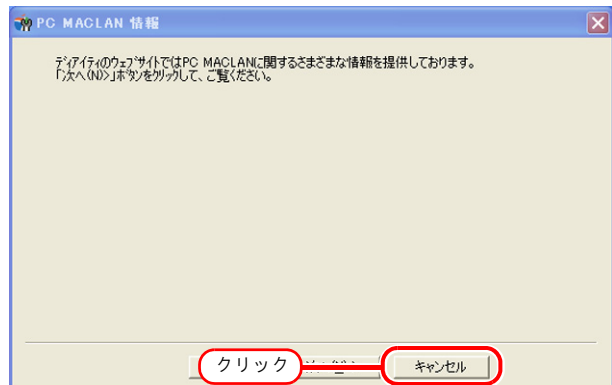 PC MACLAN 情報
ディアイティのウェブサイトではPC MACLANに関するさまざまな情報を提供しております。
「次へ(N)>」ボタンをクリックして、ご覧ください。
クリック
キャンセル